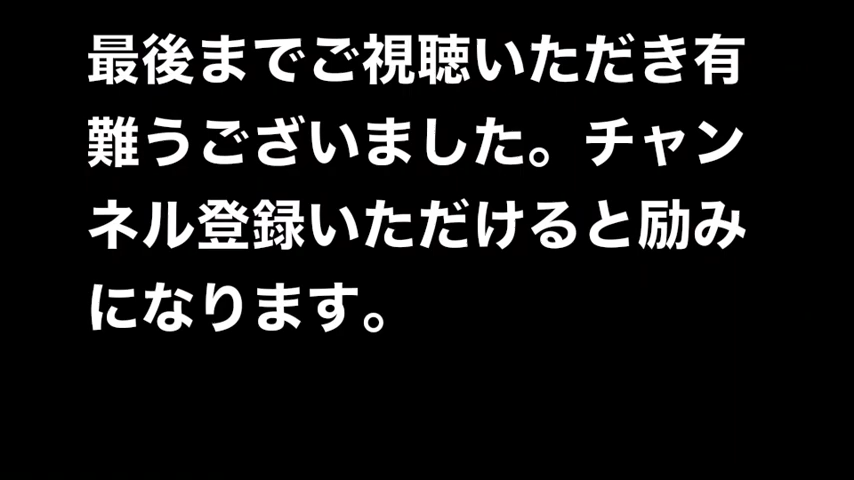 最後までご視聴いただき有
難うございました。チャン
ネル登録いただけると励み
になります。